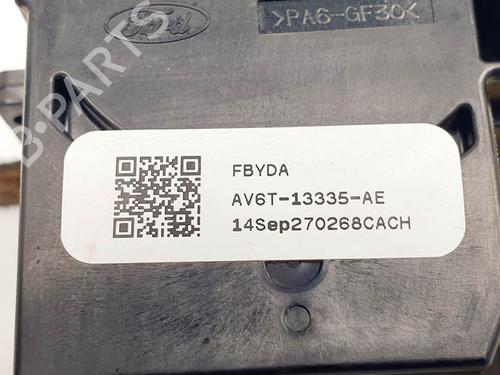 Ford
>PA6-GF30<
B-PARTS
FBYDA
AV6T-13335-AE
14Sep270268CACH